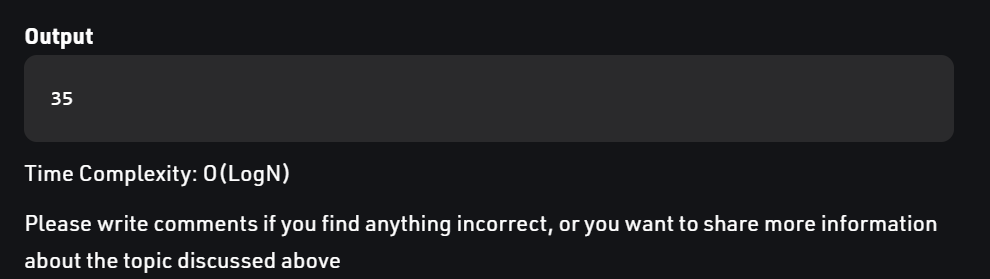 Output
35
Time Complexity: O(LogN)
Please write comments if you find anything incorrect, or you want to share more information
about the topic discussed above